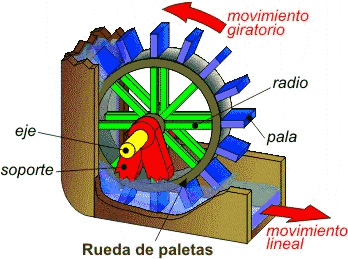 movimiento
giratorio
radio
pala
eje
soporte
Rueda de paletas
movimiento
lineal